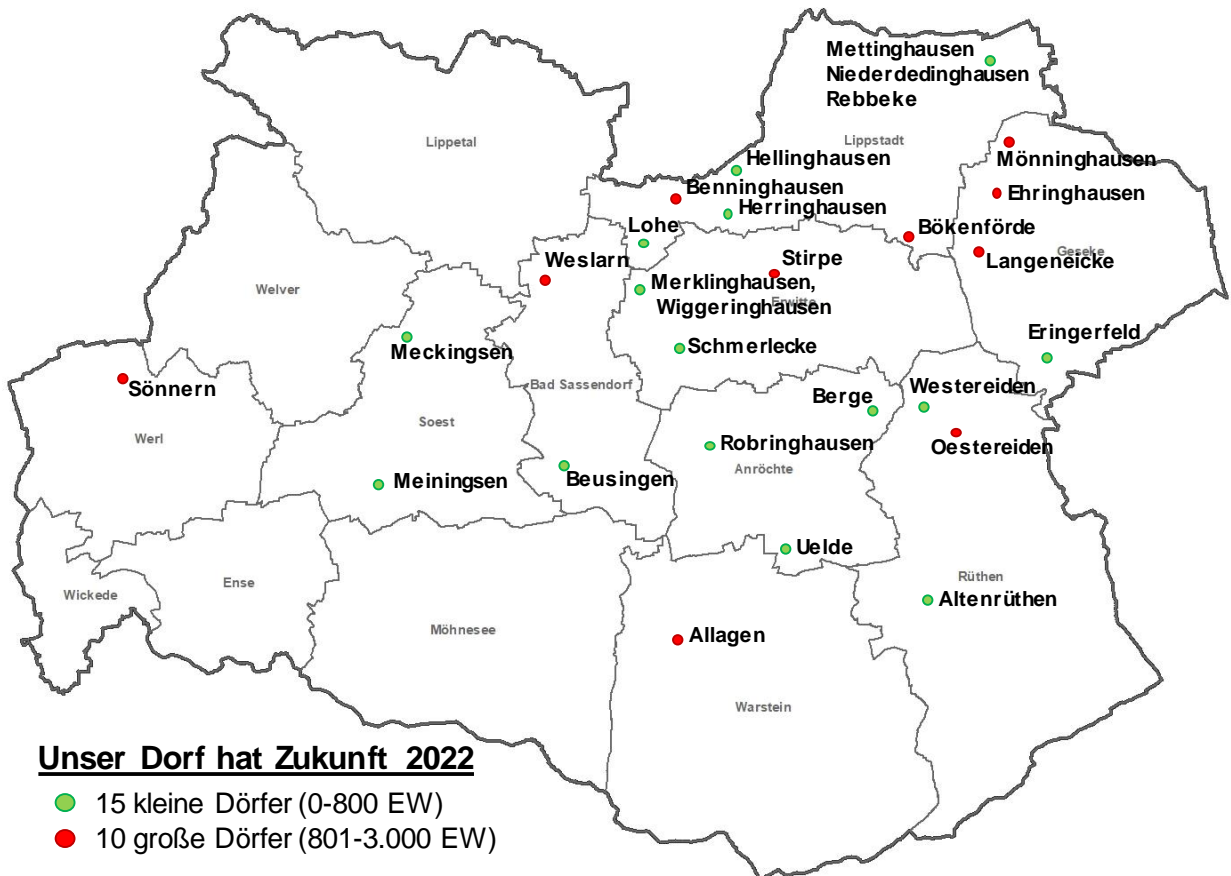 Mettinghausen
Niederdedinghausen
Rebbeke
Lippetal
Lippstadt
Mönninghausen
Hellinghausen
Benninghausen
Ehringhausen
Herringhausen
Lohe
Bökenförde
Geseke
Weslarn
Stirpe
Langeneicke
Welver
Merklinghausen,
Erwitte
Wiggeringhausen
Meckingsen
Schmerlecke
Eringerfeld
Sönnern
Bad Sassendorf
Westereiden
Berge
Soest
Werl
Robringhausen
Oestereiden
Anröchte
Meiningsen
Beusingen
Uelde
Ense
Rüthen
Wickede
Altenrüthen
Möhnesee
Allagen
Warstein
Unser Dorf hat Zukunft 2022
15 kleine Dörfer (0-800 EW)
10 große Dörfer (801-3.000 EW)